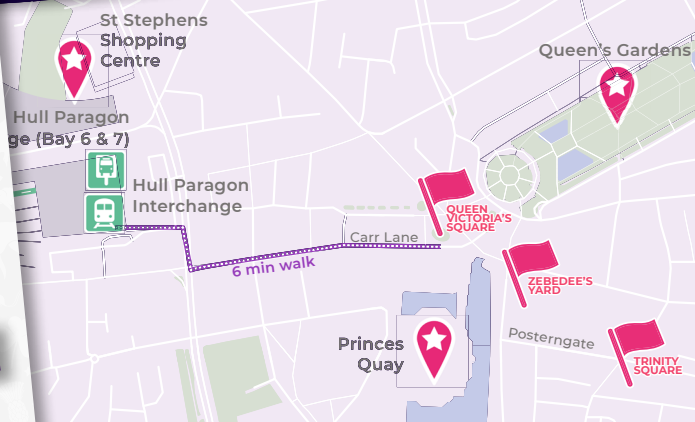 St Stephens
Shopping
Centre
Queen's Gardens
Hull Paragon
ge (Bay 6 & 7)
Hull Paragon
Interchange
QUEEN
VICTORIA'S
SQUARE
Carr Lane
6 min walk
ZEBEDEE'S
YARD
Princes
Quay
Posterngate
TRINITY
SQUARE